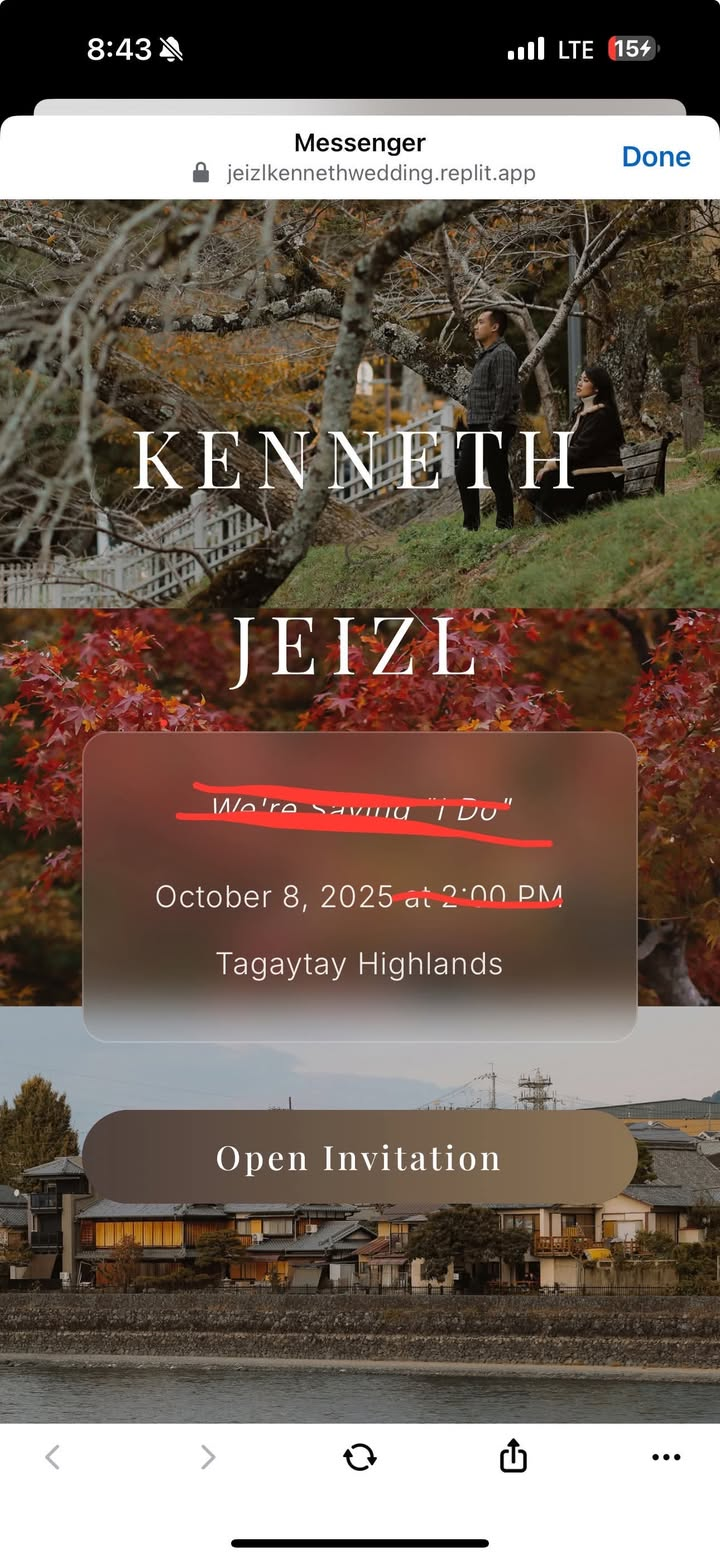 8:43
LTE
15
Messenger
Done
jeizlkennethwedding.replit.app
KENNETH
JEIZL
We're Saying "I Do"
October 8, 2025 at 2:00 PM
Tagaytay Highlands
Open Invitation